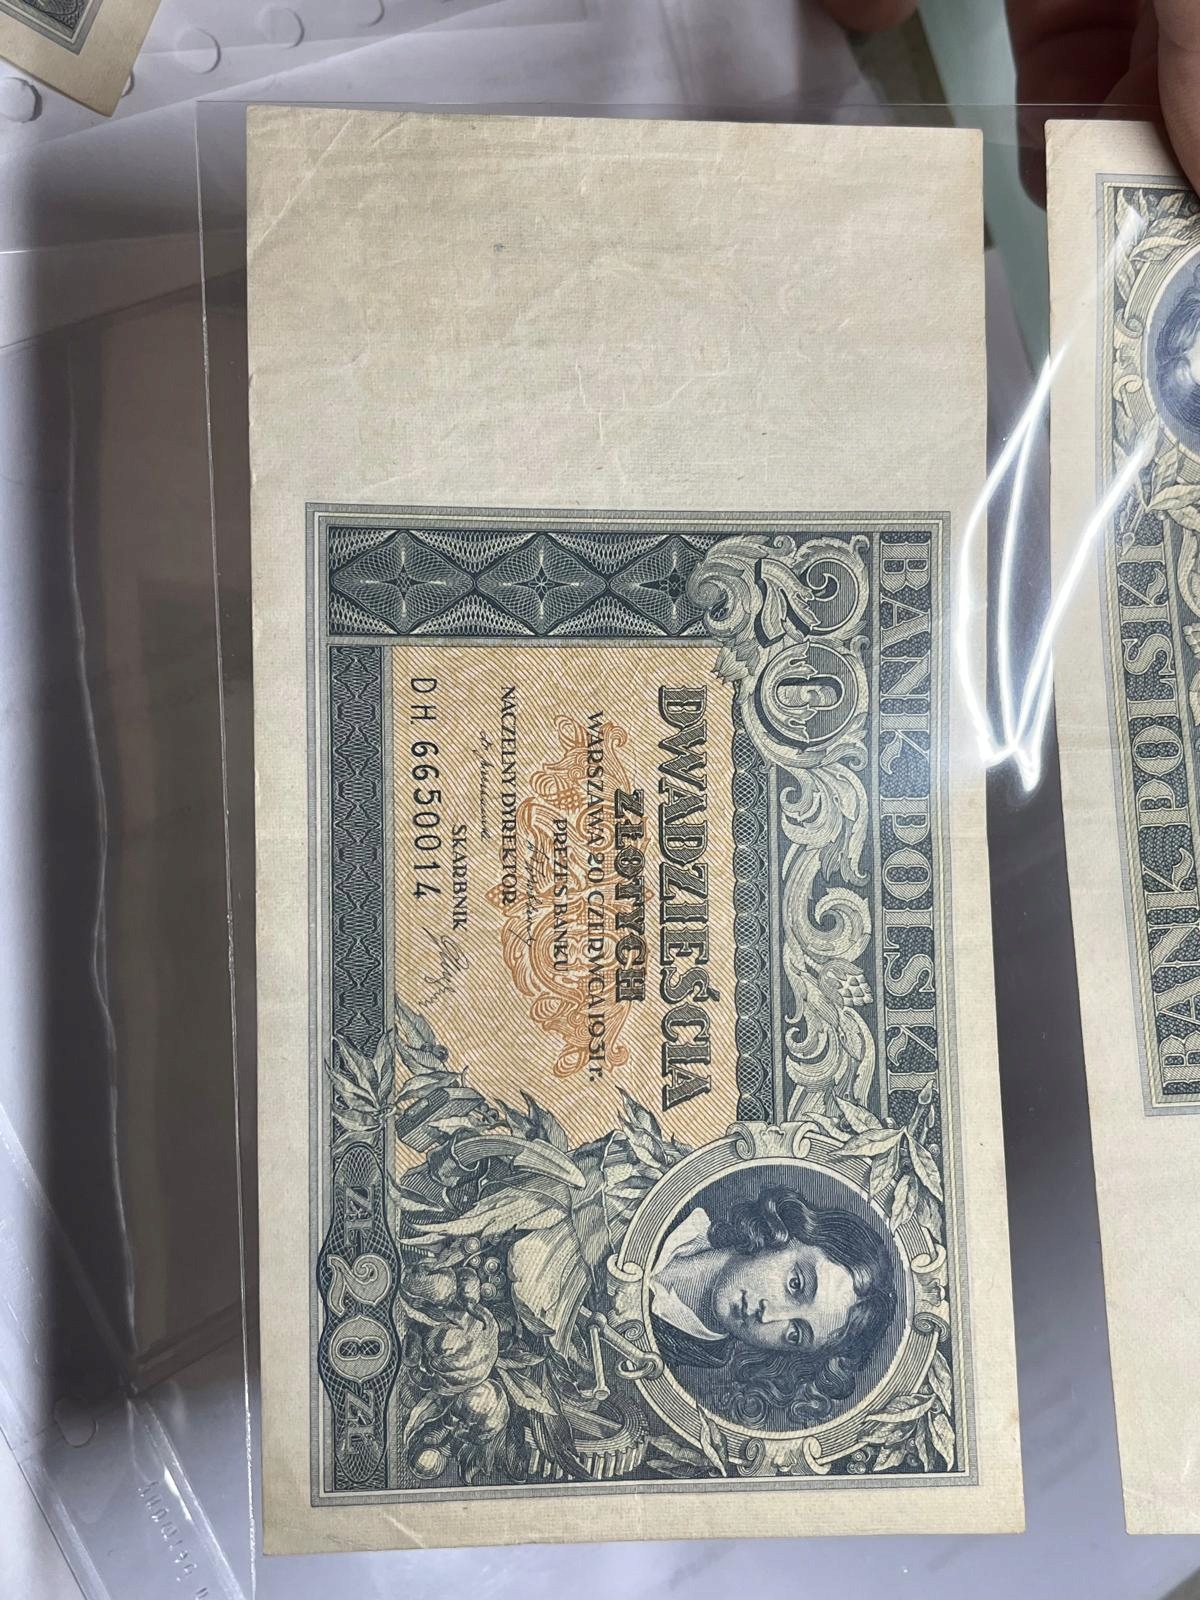 BANK POLSKI
20
DWADZIEŚCIA
ZŁOTYCH
WARSZAWA 20 CZERWCA 1931 r.
PREZES BANKU
NACZELNY DYREKTOR
SKARBNIK
DH 6650014
ZŁ 20 ZŁ
BANK POLSKI